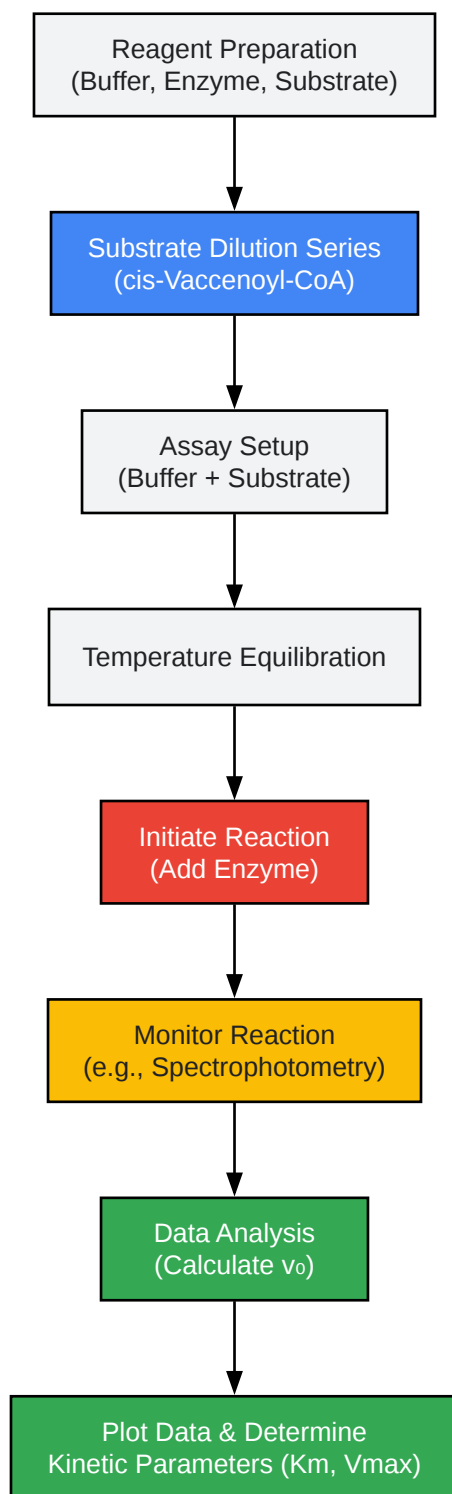 Reagent Preparation
(Buffer, Enzyme, Substrate)
Substrate Dilution Series
(cis-Vaccenoyl-CoA)
Assay Setup
(Buffer + Substrate)
Temperature Equilibration
Initiate Reaction
(Add Enzyme)
Monitor Reaction
(e.g., Spectrophotometry)
Data Analysis
(Calculate v₀)
Plot Data & Determine
Kinetic Parameters (Km, Vmax)